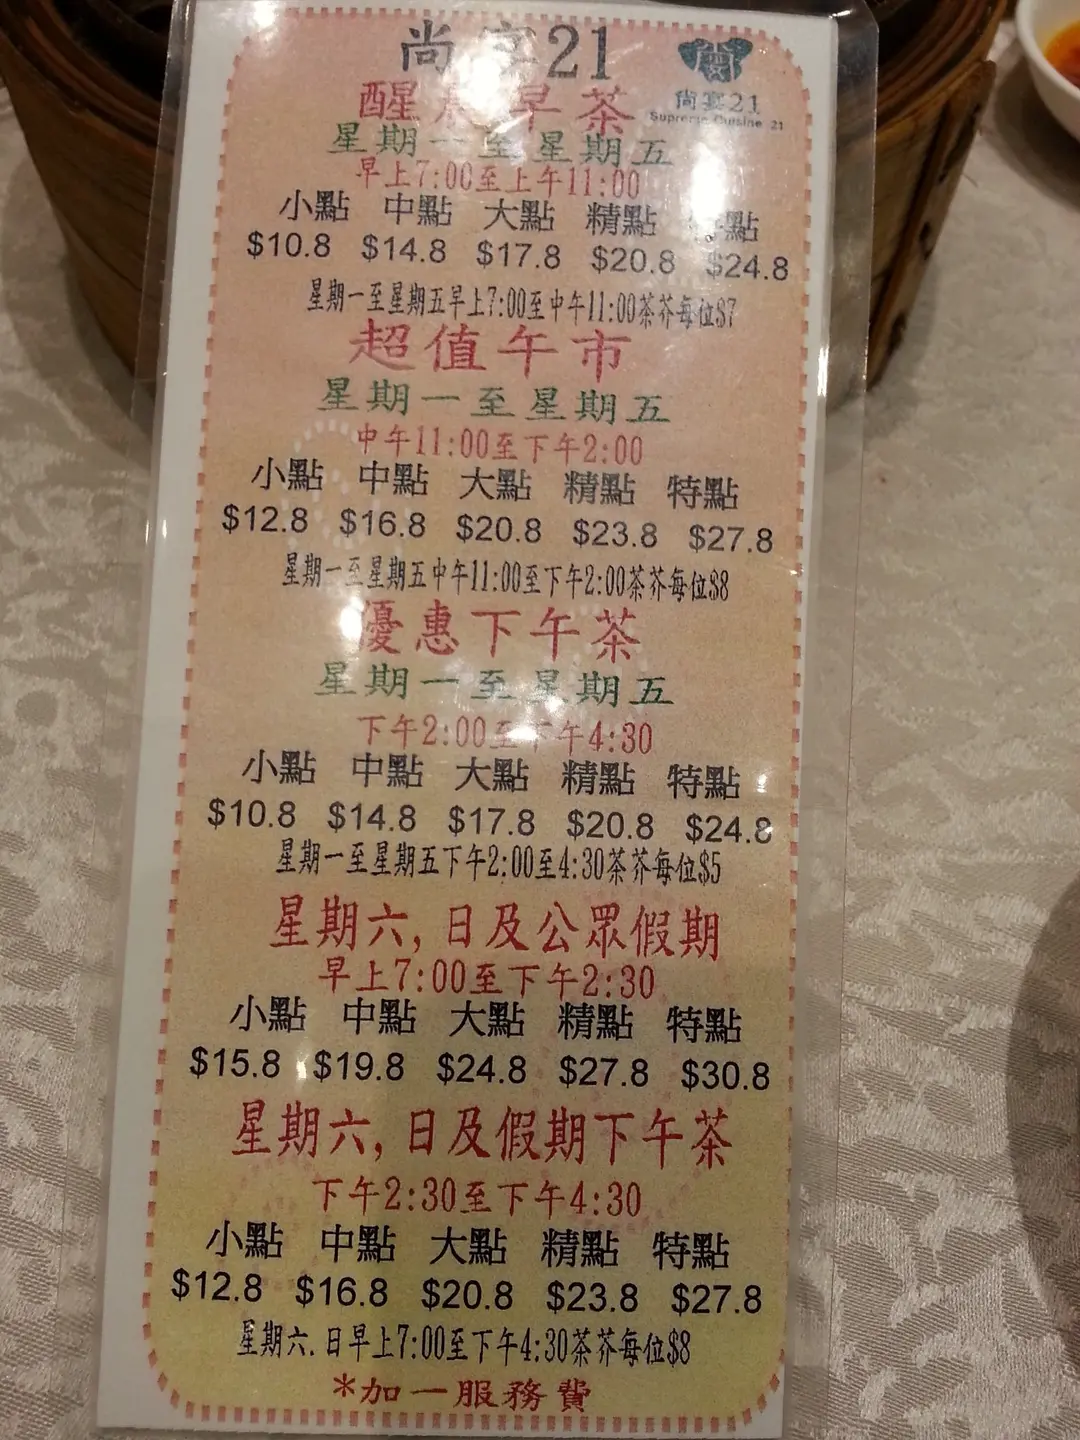 尚宴21
尚宴21
Supreme Cuisine 21
醒晨早茶
星期一至星期五
早上7:00至上午11:00
小點 中點 大點 精點 特點
$10.8 $14.8 $17.8 $20.8 $24.8
星期一至星期五早上7:00至中午11:00茶芥每位$7
超值午市
星期一至星期五
中午11:00至下午2:00
小點 中點 大點 精點 特點
$12.8 $16.8 $20.8 $23.8 $27.8
星期一至星期五中午11:00至下午2:00茶芥每位$8
優惠下午茶
星期一至星期五
下午2:00至下午4:30
小點 中點 大點 精點 特點
$10.8 $14.8 $17.8 $20.8 $24.8
星期一至星期五下午2:00至4:30茶芥每位$5
星期六,日及公眾假期
早上7:00至下午2:30
小點 中點 大點 精點 特點
$15.8 $19.8 $24.8 $27.8 $30.8
星期六,日及假期下午茶
下午2:30至下午4:30
小點 中點 大點 精點 特點
$12.8 $16.8 $20.8 $23.8 $27.8
星期六.日早上7:00至下午4:30茶芥每位$8
*加一服務費